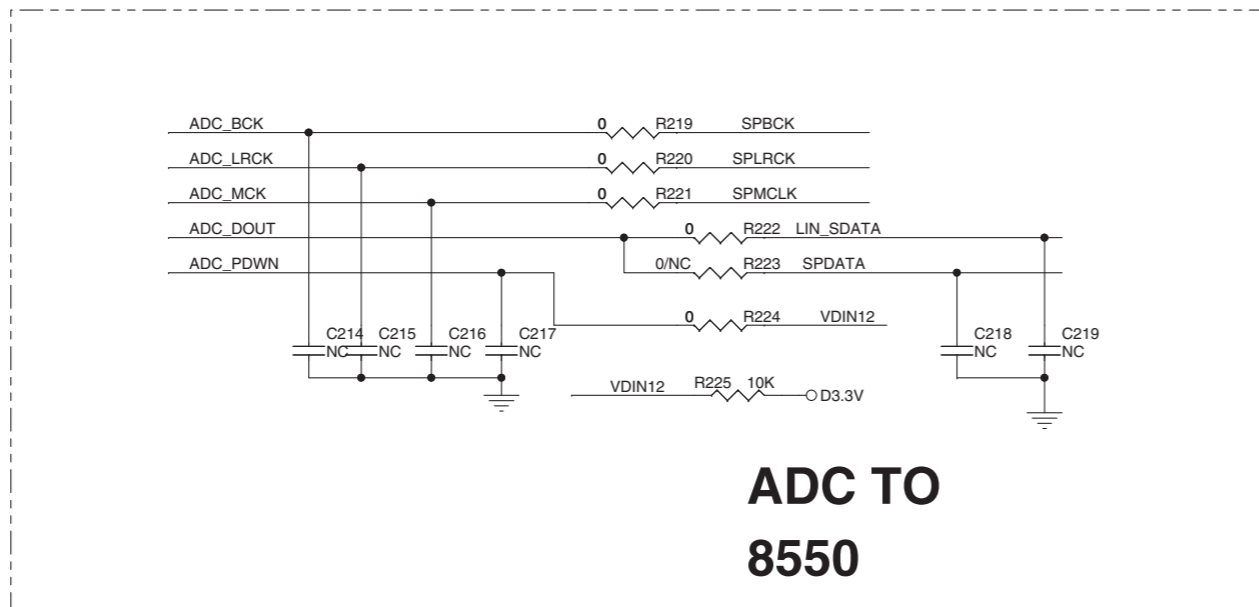 ADC_BCK 0 R219 SPBCK
ADC_LRCK 0 R220 SPLRCK
ADC_MCK 0 R221 SPMCLK
ADC_DOUT 0 R222 LIN_SDATA
ADC_PDWN 0/NC R223 SPDATA
0 R224 VDIN12
C214 C215 C216 C217 C218 C219
NC NC NC NC NC NC
VDIN12 R225 10K D3.3V
ADC TO
8550